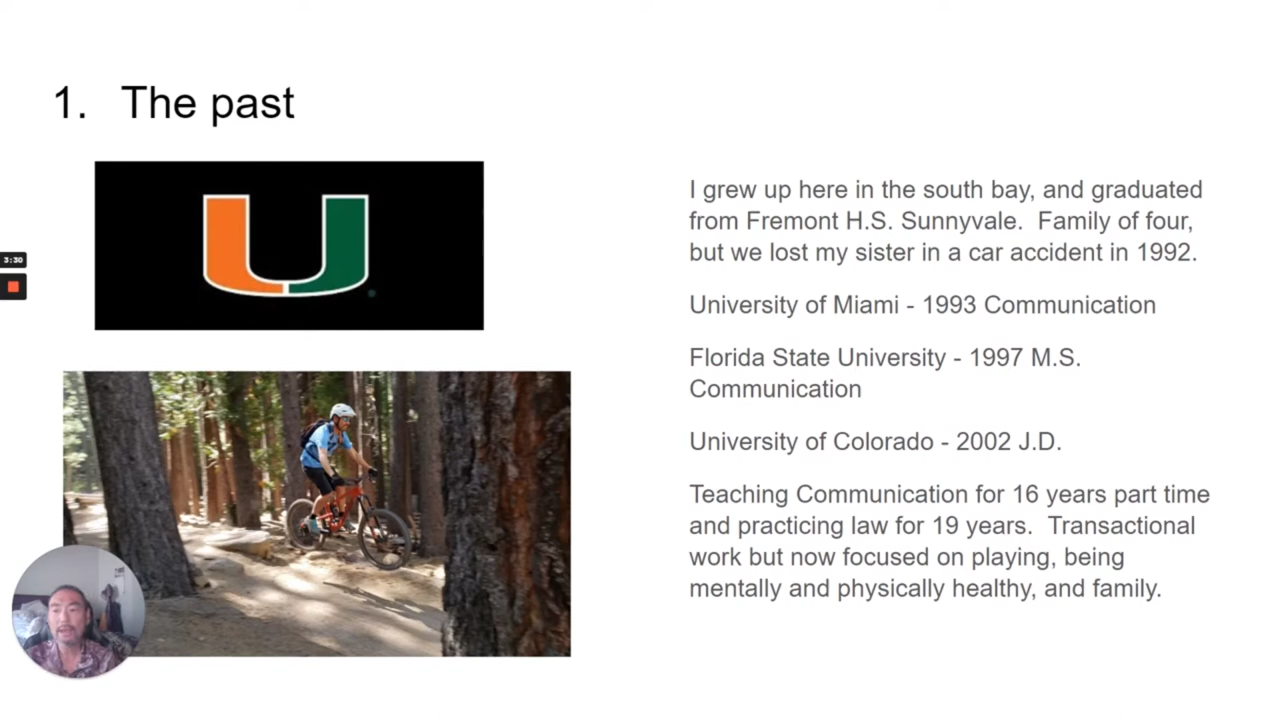 1. The past
U
3:30
I grew up here in the south bay, and graduated
from Fremont H.S. Sunnyvale. Family of four,
but we lost my sister in a car accident in 1992.
University of Miami - 1993 Communication
Florida State University - 1997 M.S.
Communication
University of Colorado - 2002 J.D.
Teaching Communication for 16 years part time
and practicing law for 19 years. Transactional
work but now focused on playing, being
mentally and physically healthy, and family.